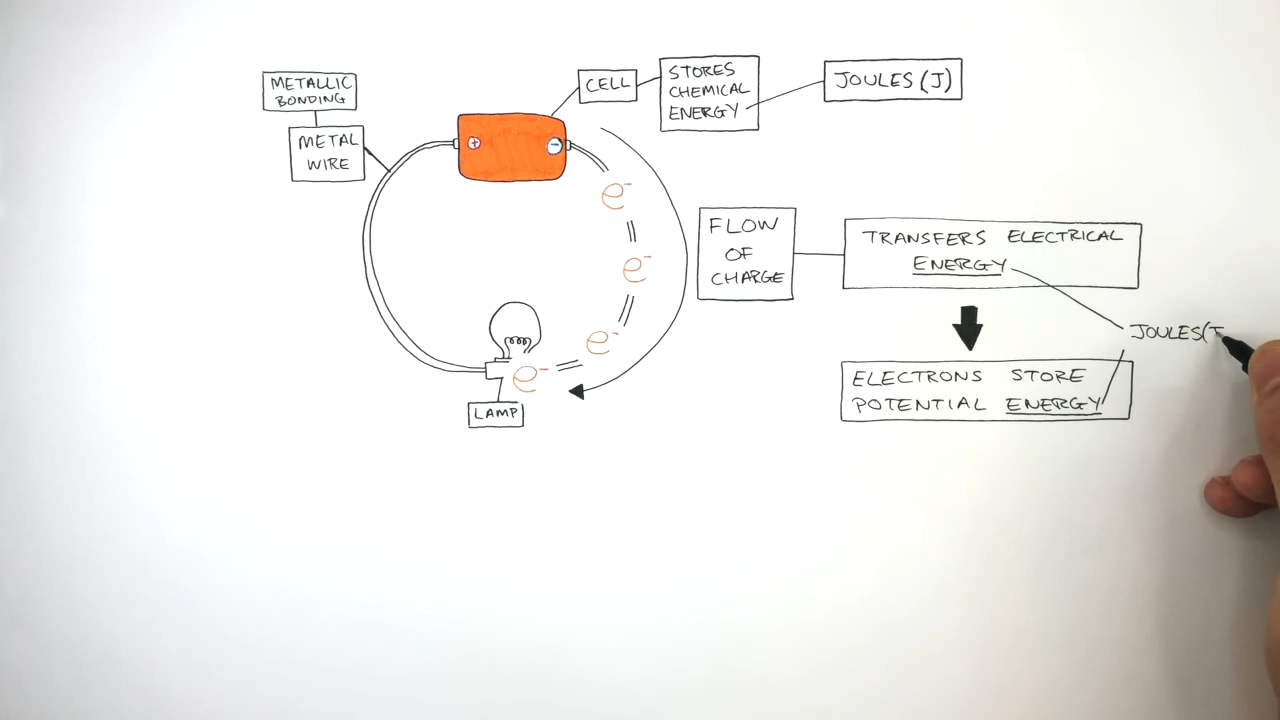 METALLIC
BONDING
METAL
WIRE
+
-
CELL
STORES
CHEMICAL
ENERGY
JOULES (J)
e-
e-
e-
e-
LAMP
FLOW
OF
CHARGE
TRANSFERS ELECTRICAL
ENERGY
ELECTRONS STORE
POTENTIAL ENERGY
JOULES(J